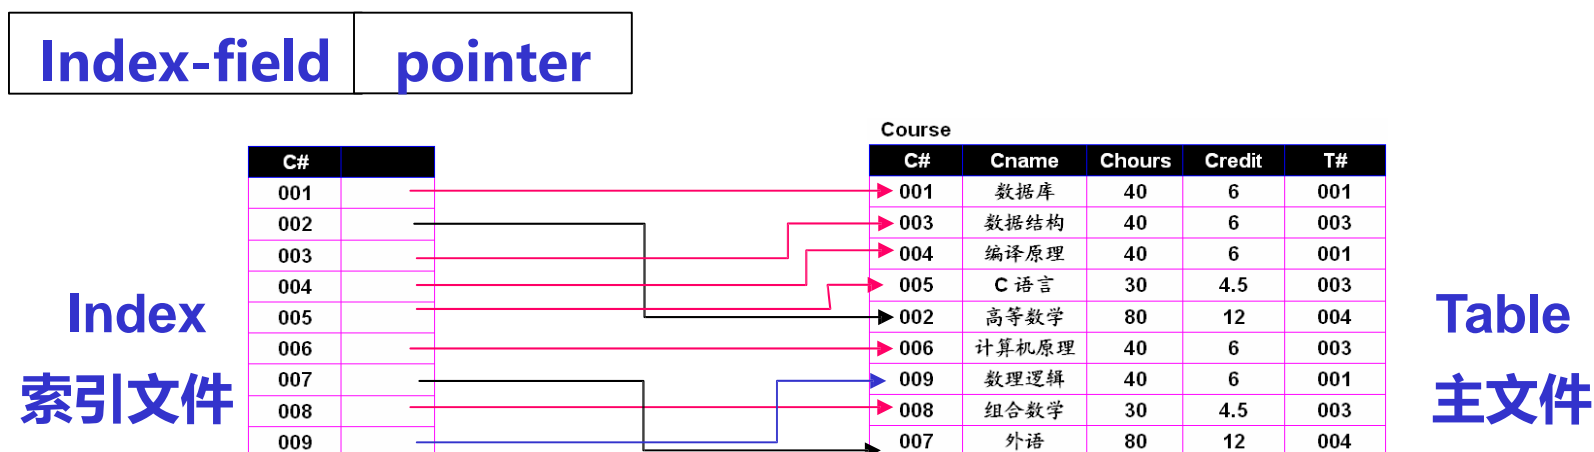 Index-field pointer
Course
C#
001
002
003
004
005
006
007
008
009
C# Cname Chours Credit T#
001 数据库 40 6 001
003 数据结构 40 6 003
004 编译原理 40 6 001
005 C 语言 30 4.5 003
002 高等数学 80 12 004
006 计算机原理 40 6 003
009 数理逻辑 40 6 001
008 组合数学 30 4.5 003
007 外语 80 12 004
Index
索引文件
Table
主文件